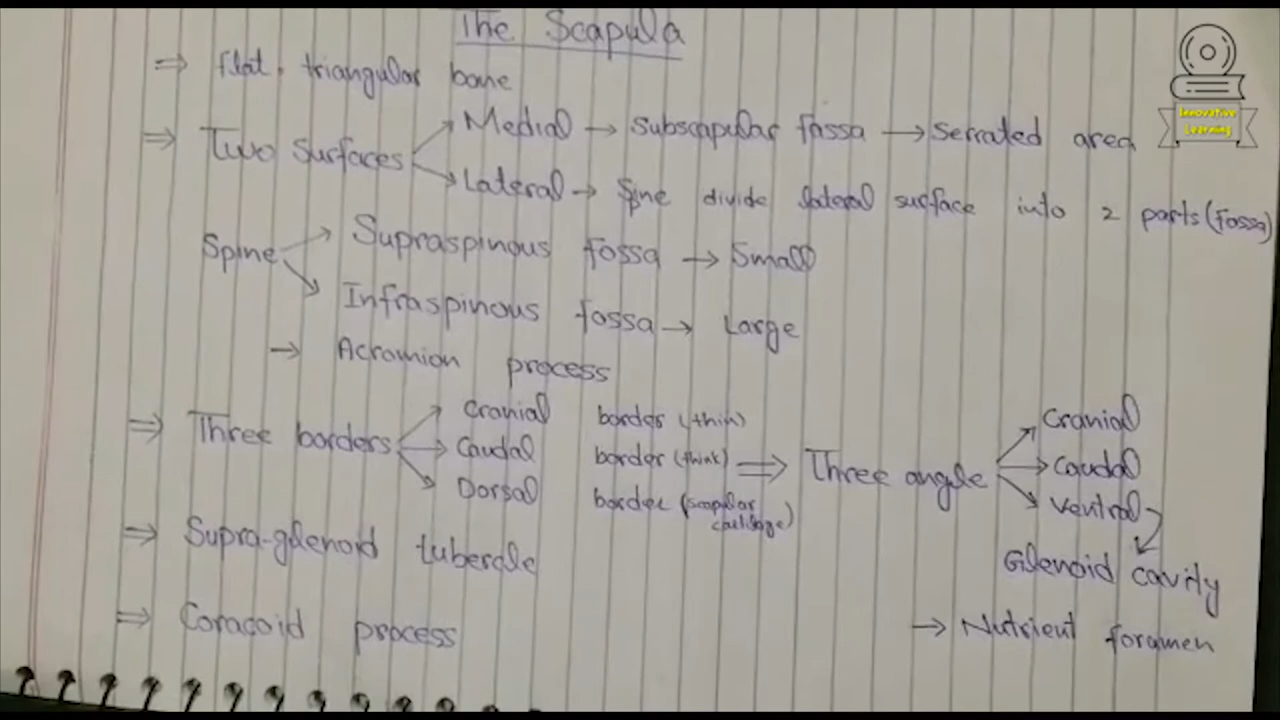 The Scapula
⇒ flat, triangular bone
⇒ Two surfaces
→ Medial → subscapular fossa → serrated area
→ Lateral → Spine divide lateral surface into 2 parts (fossa)
Spine
→ Supraspinous fossa → Small
→ Infraspinous fossa → Large
→ Acromion process
⇒ Three borders
→ Cranial border (thin)
→ Caudal border (think)
→ Dorsal border (scapular cartilage)
⇒ Three angle
→ Cranial
→ Caudal
→ Ventral
Glenoid cavity
⇒ Supra-glenoid tubercle
⇒ Coracoid process
→ Nutrient foramen
Innovative
Learning